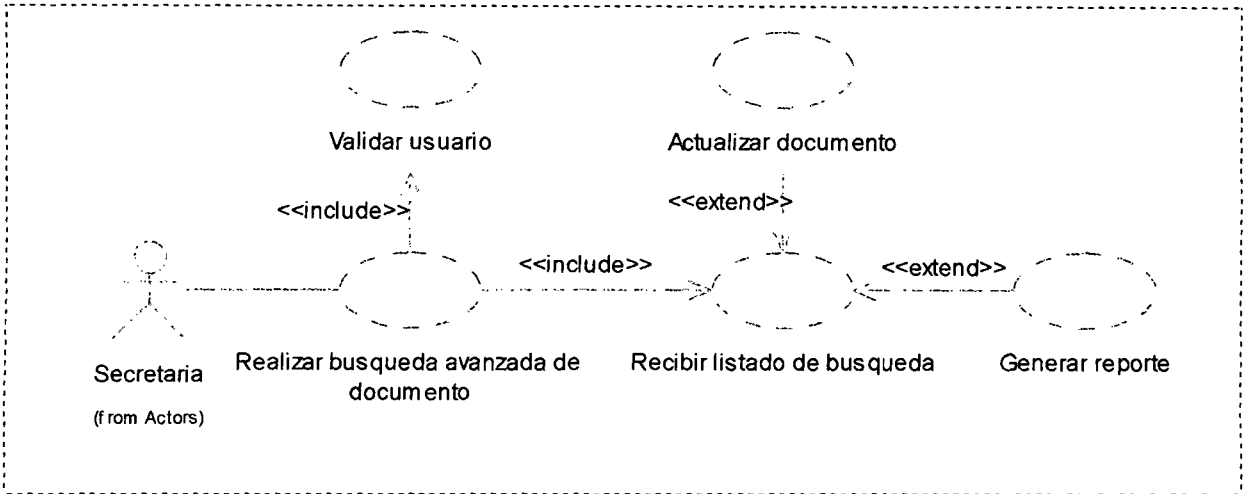 Validar usuario
Actualizar documento
<<include>>
<<extend>>
<<include>>
<<extend>>
Secretaria
(from Actors)
Realizar busqueda avanzada de
documento
Recibir listado de busqueda
Generar reporte